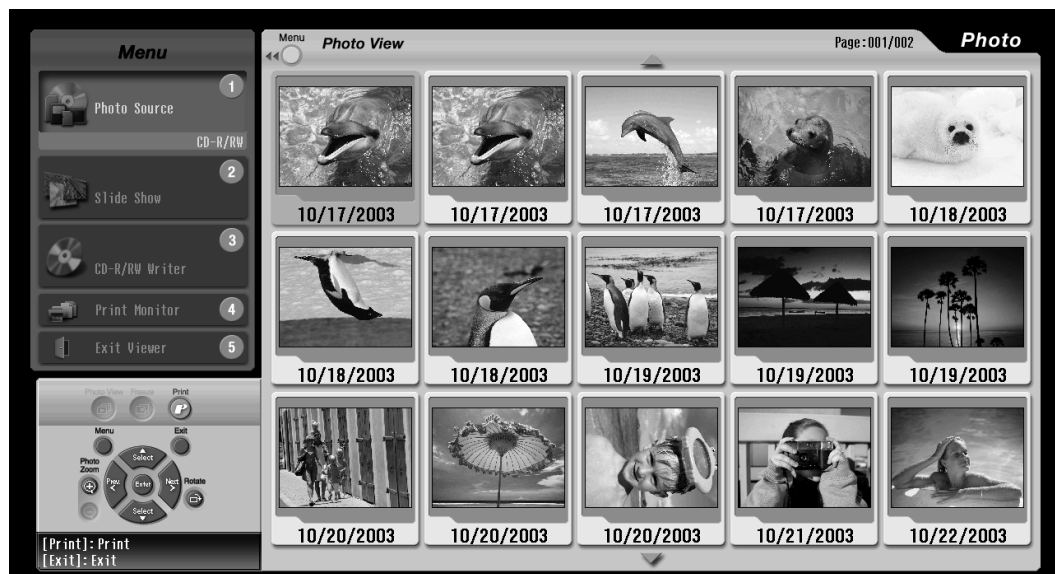 Menu
1
Photo Source
CD-R/RW
2
Slide Show
3
CD-R/RW Writer
Print Monitor 4
Exit Viewer 5
Photo View Freeze Print
Menu Exit
Select
Photo
Zoom
Prev. Enter Next Rotate
Select
[Print]: Print
[Exit]: Exit
Menu
Photo View
Page:001/002
Photo
10/17/2003 10/17/2003 10/17/2003 10/17/2003 10/18/2003
10/18/2003 10/18/2003 10/19/2003 10/19/2003 10/19/2003
10/20/2003 10/20/2003 10/20/2003 10/21/2003 10/22/2003